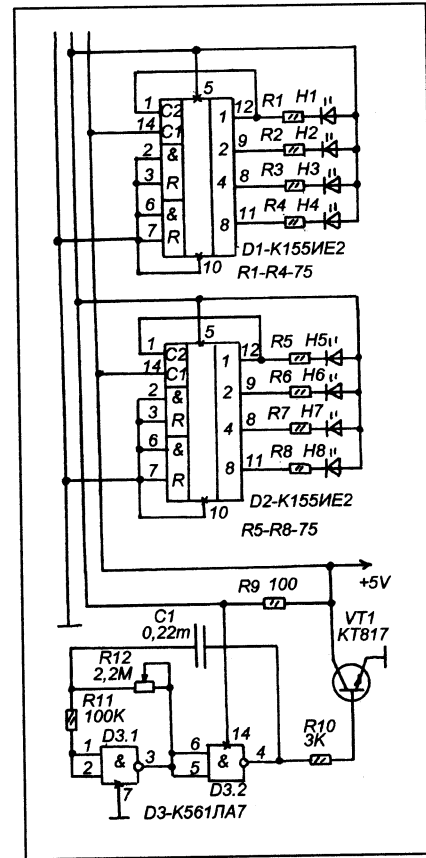 5
1 C2 1 12 R1 H1
14 C1
2 & 2 9 R2 H2
3 R 4 8 R3 H3
6 & R4 H4
7 R 8 11
10 D1-К155ИЕ2
R1-R4-75
5
1 C2 1 12 R5 H5
14 C1
2 & 2 9 R6 H6
3 R 4 8 R7 H7
6 & R8 H8
7 R 8 11
10 D2-К155ИЕ2
R5-R8-75
R9 100 +5V
C1 VT1
0,22m КТ817
R12
2,2M
R11
100K
D3.1 14 R10
1 & 3 6 & 4 3K
2 5
7 D3.2
D3-К561ЛА7